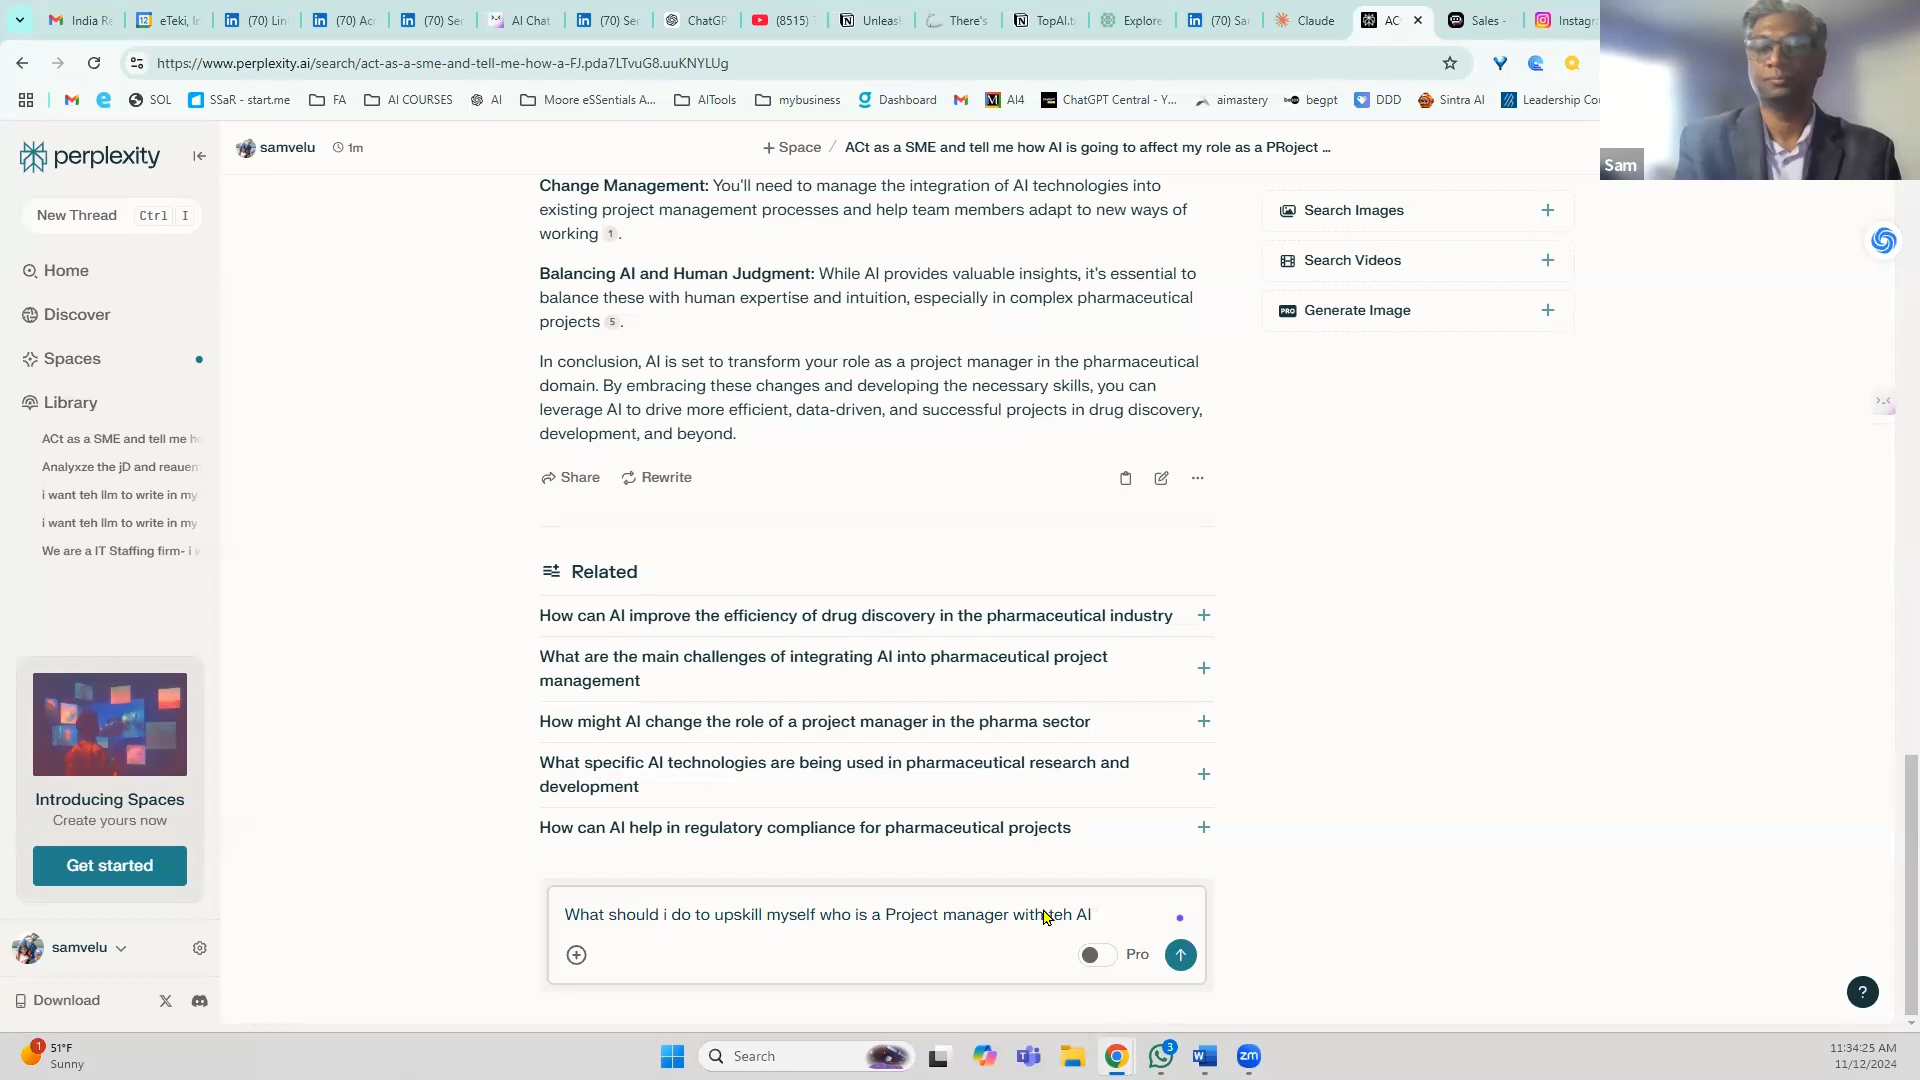 India Re
eTeki, In
(70) Lin
(70) Acc
(70) Ser
AI Chat
(70) Ser
ChatGP
(8515)
Unleas
There's
TopAI.t
Explore
(70) Sar
Claude
AC
Sales -
Instagr
https://www.perplexity.ai/search/act-as-a-sme-and-tell-me-how-a-FJ.pda7LTvuG8.uuKNYLUg
SOL
SSaR - start.me
FA
AI COURSES
AI
Moore eSSentials A...
AITools
mybusiness
Dashboard
AI4
ChatGPT Central - Y...
aimastery
begpt
DDD
Sintra AI
Leadership Cou
Sam
perplexity
samvelu
1m
Space / ACt as a SME and tell me how AI is going to affect my role as a PRoject ...
New Thread Ctrl I
Home
Discover
Spaces
Library
ACt as a SME and tell me h
Analyxze the jD and reauer
i want teh llm to write in my
i want teh llm to write in my
We are a IT Staffing firm- i
Change Management: You'll need to manage the integration of AI technologies into
existing project management processes and help team members adapt to new ways of
working 1.
Balancing AI and Human Judgment: While AI provides valuable insights, it's essential to
balance these with human expertise and intuition, especially in complex pharmaceutical
projects 5.
In conclusion, AI is set to transform your role as a project manager in the pharmaceutical
domain. By embracing these changes and developing the necessary skills, you can
leverage AI to drive more efficient, data-driven, and successful projects in drug discovery,
development, and beyond.
Share
Rewrite
Search Images
Search Videos
PRO Generate Image
Related
How can AI improve the efficiency of drug discovery in the pharmaceutical industry
What are the main challenges of integrating AI into pharmaceutical project
management
How might AI change the role of a project manager in the pharma sector
What specific AI technologies are being used in pharmaceutical research and
development
How can AI help in regulatory compliance for pharmaceutical projects
What should i do to upskill myself who is a Project manager with teh AI
Pro
Introducing Spaces
Create yours now
Get started
samvelu
Download
?
1
51°F
Sunny
Search
3
zm
11:34:25 AM
11/12/2024